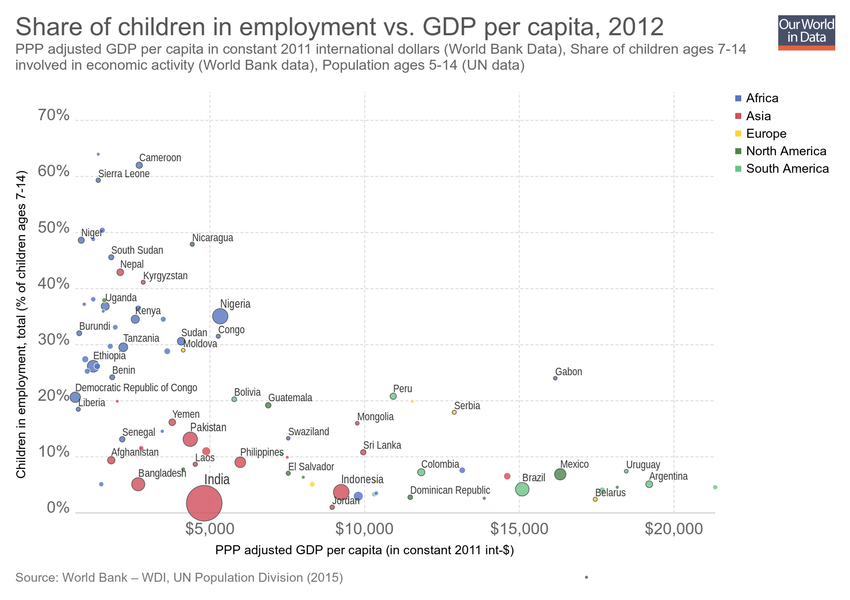 Share of children in employment vs. GDP per capita, 2012
PPP adjusted GDP per capita in constant 2011 international dollars (World Bank Data), Share of children ages 7-14
involved in economic activity (World Bank data), Population ages 5-14 (UN data)
Our World
in Data
Africa
Asia
Europe
North America
South America
Children in employment, total (% of children ages 7-14)
70%
60%
50%
40%
30%
20%
10%
0%
Cameroon
Sierra Leone
Niger
Nicaragua
South Sudan
Nepal
Kyrgyzstan
Uganda
Kenya
Nigeria
Burundi
Sudan
Congo
Tanzania
Moldova
Ethiopia
Benin
Gabon
Democratic Republic of Congo
Liberia
Bolivia
Guatemala
Peru
Serbia
Yemen
Mongolia
Pakistan
Senegal
Swaziland
Afghanistan
Laos
Philippines
Sri Lanka
Bangladesh
India
El Salvador
Indonesia
Jordan
Colombia
Dominican Republic
Brazil
Mexico
Uruguay
Argentina
Belarus
$5,000
$10,000
$15,000
$20,000
PPP adjusted GDP per capita (in constant 2011 int-$)
Source: World Bank – WDI, UN Population Division (2015)